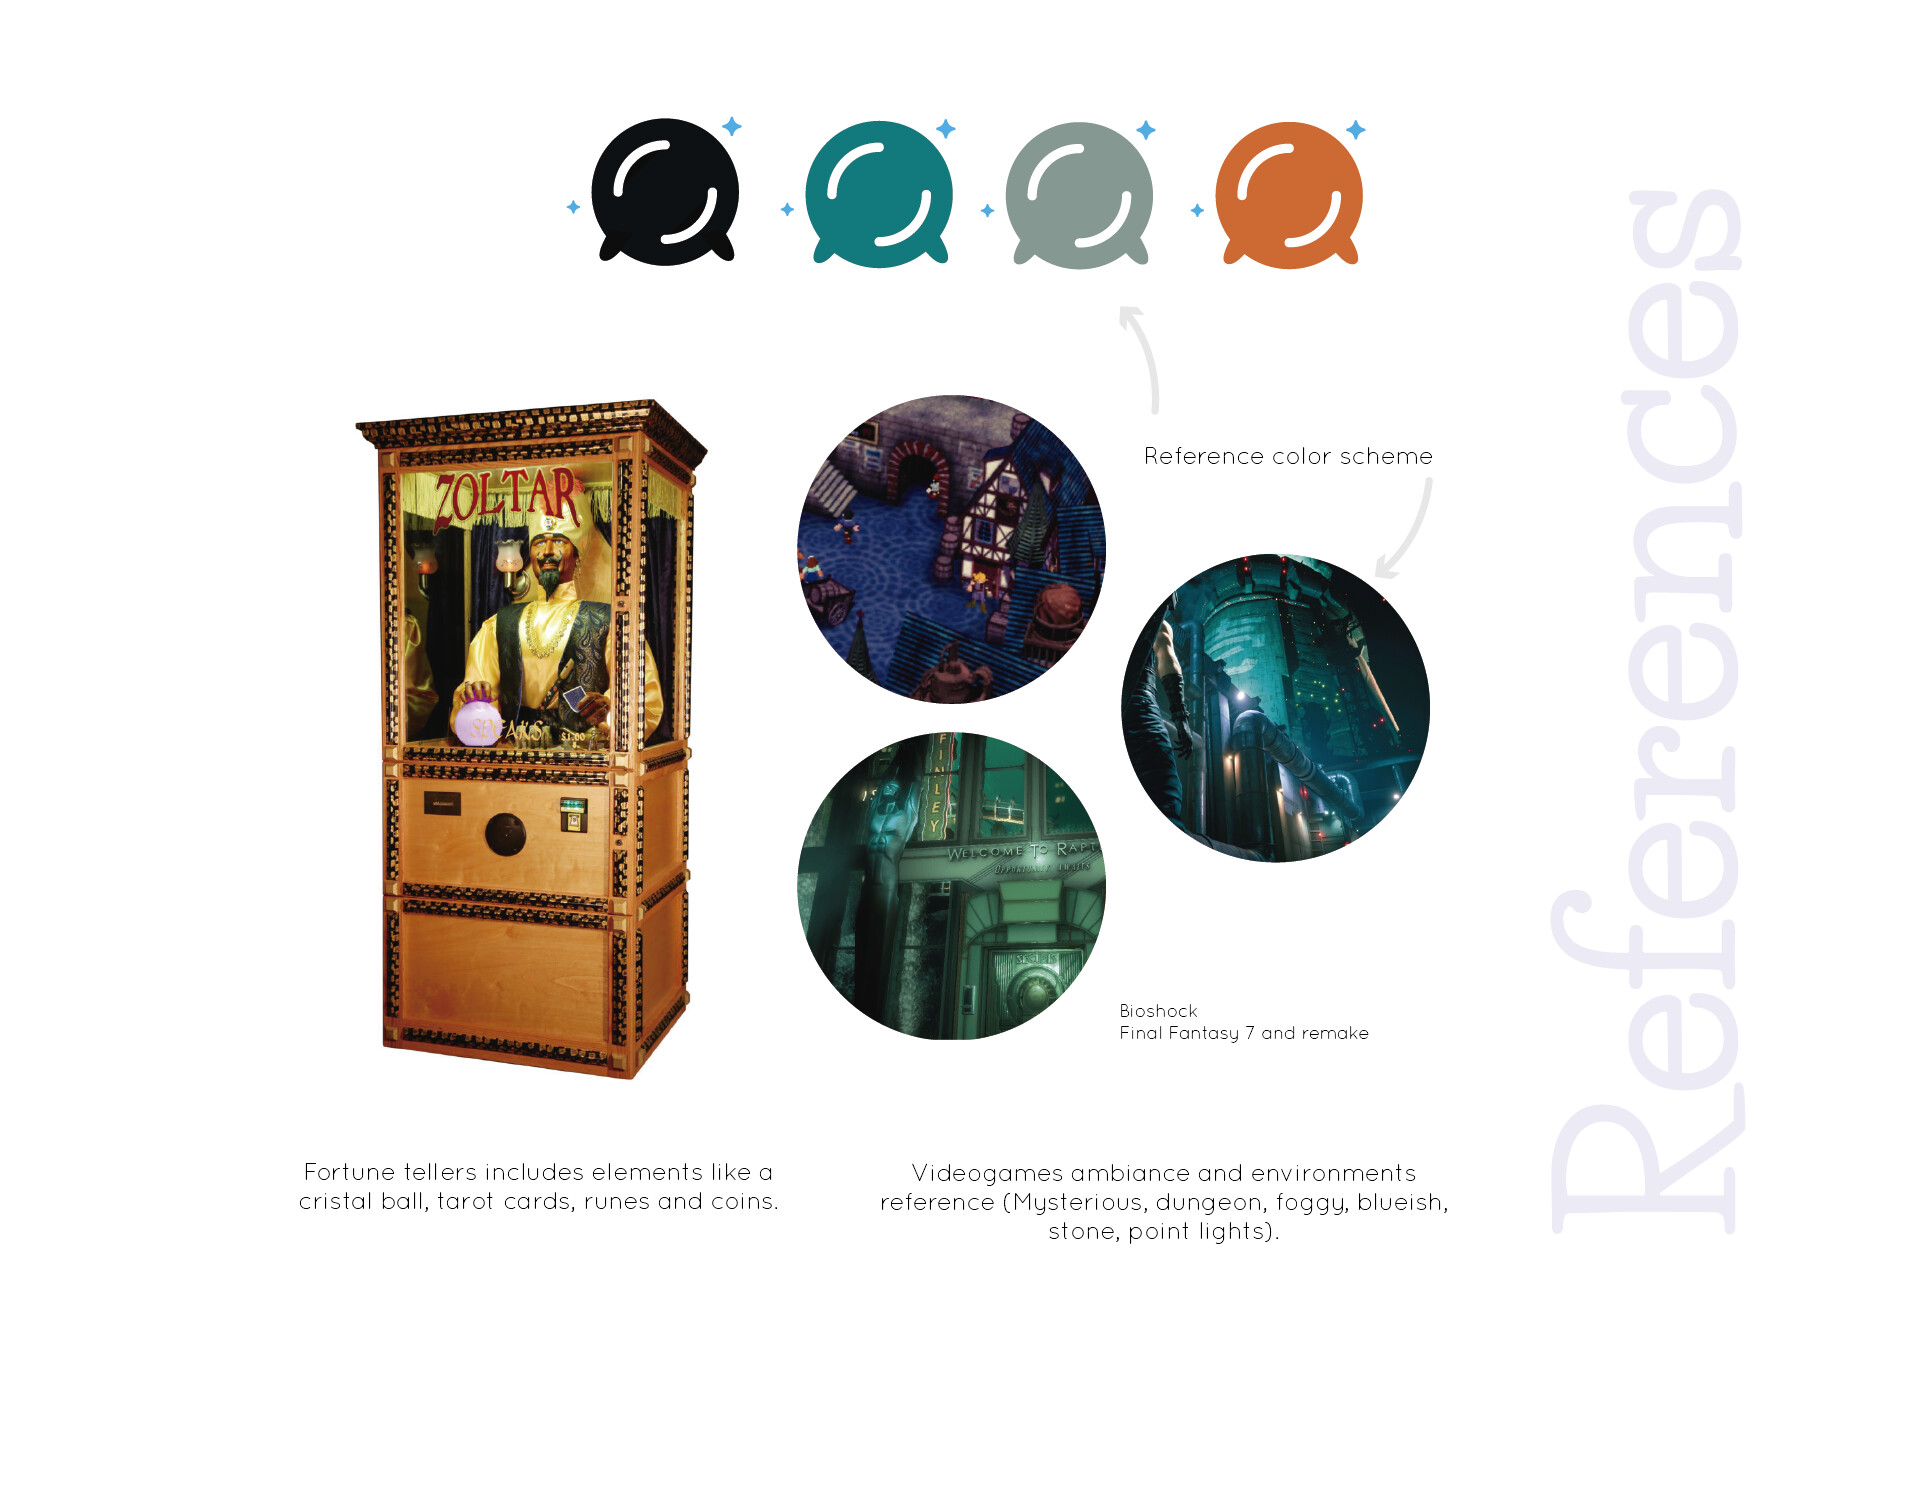 References
Reference color scheme
ZOLTAR
SPEAKS
$1.00
FINLEY
WELCOME TO RAPT
OPPORTUNITY AWAITS
Bioshock
Final Fantasy 7 and remake
Fortune tellers includes elements like a
cristal ball, tarot cards, runes and coins.
Videogames ambiance and environments
reference (Mysterious, dungeon, foggy, blueish,
stone, point lights).